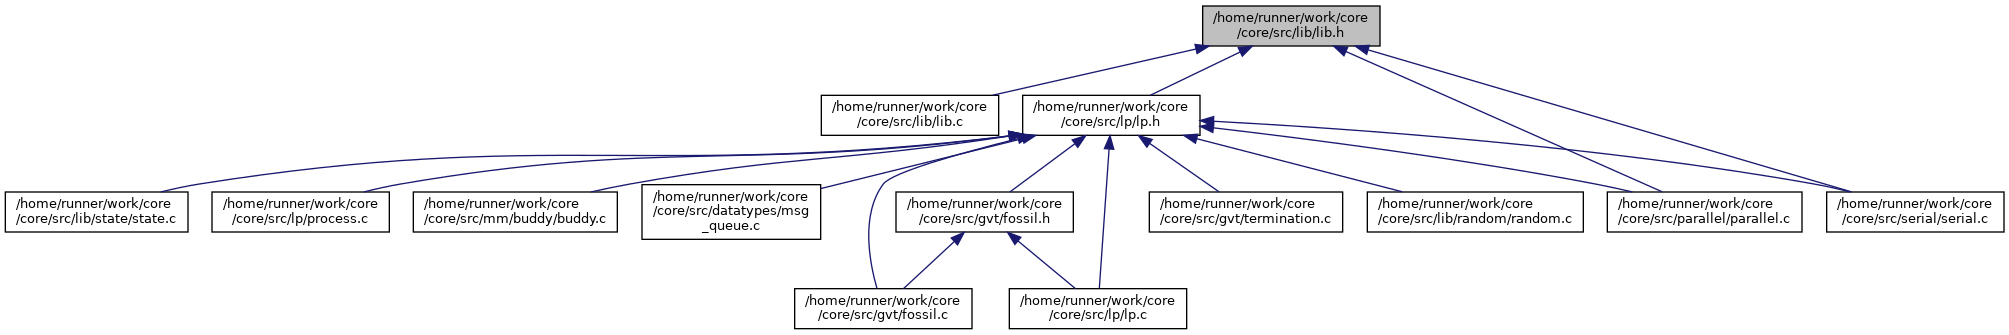 /home/runner/work/core
/core/src/lib/lib.h
/home/runner/work/core
/core/src/lib/lib.c
/home/runner/work/core
/core/src/lp/lp.h
/home/runner/work/core
/core/src/lib/state/state.c
/home/runner/work/core
/core/src/lp/process.c
/home/runner/work/core
/core/src/mm/buddy/buddy.c
/home/runner/work/core
/core/src/datatypes/msg
_queue.c
/home/runner/work/core
/core/src/gvt/fossil.h
/home/runner/work/core
/core/src/gvt/termination.c
/home/runner/work/core
/core/src/lib/random/random.c
/home/runner/work/core
/core/src/parallel/parallel.c
/home/runner/work/core
/core/src/serial/serial.c
/home/runner/work/core
/core/src/gvt/fossil.c
/home/runner/work/core
/core/src/lp/lp.c